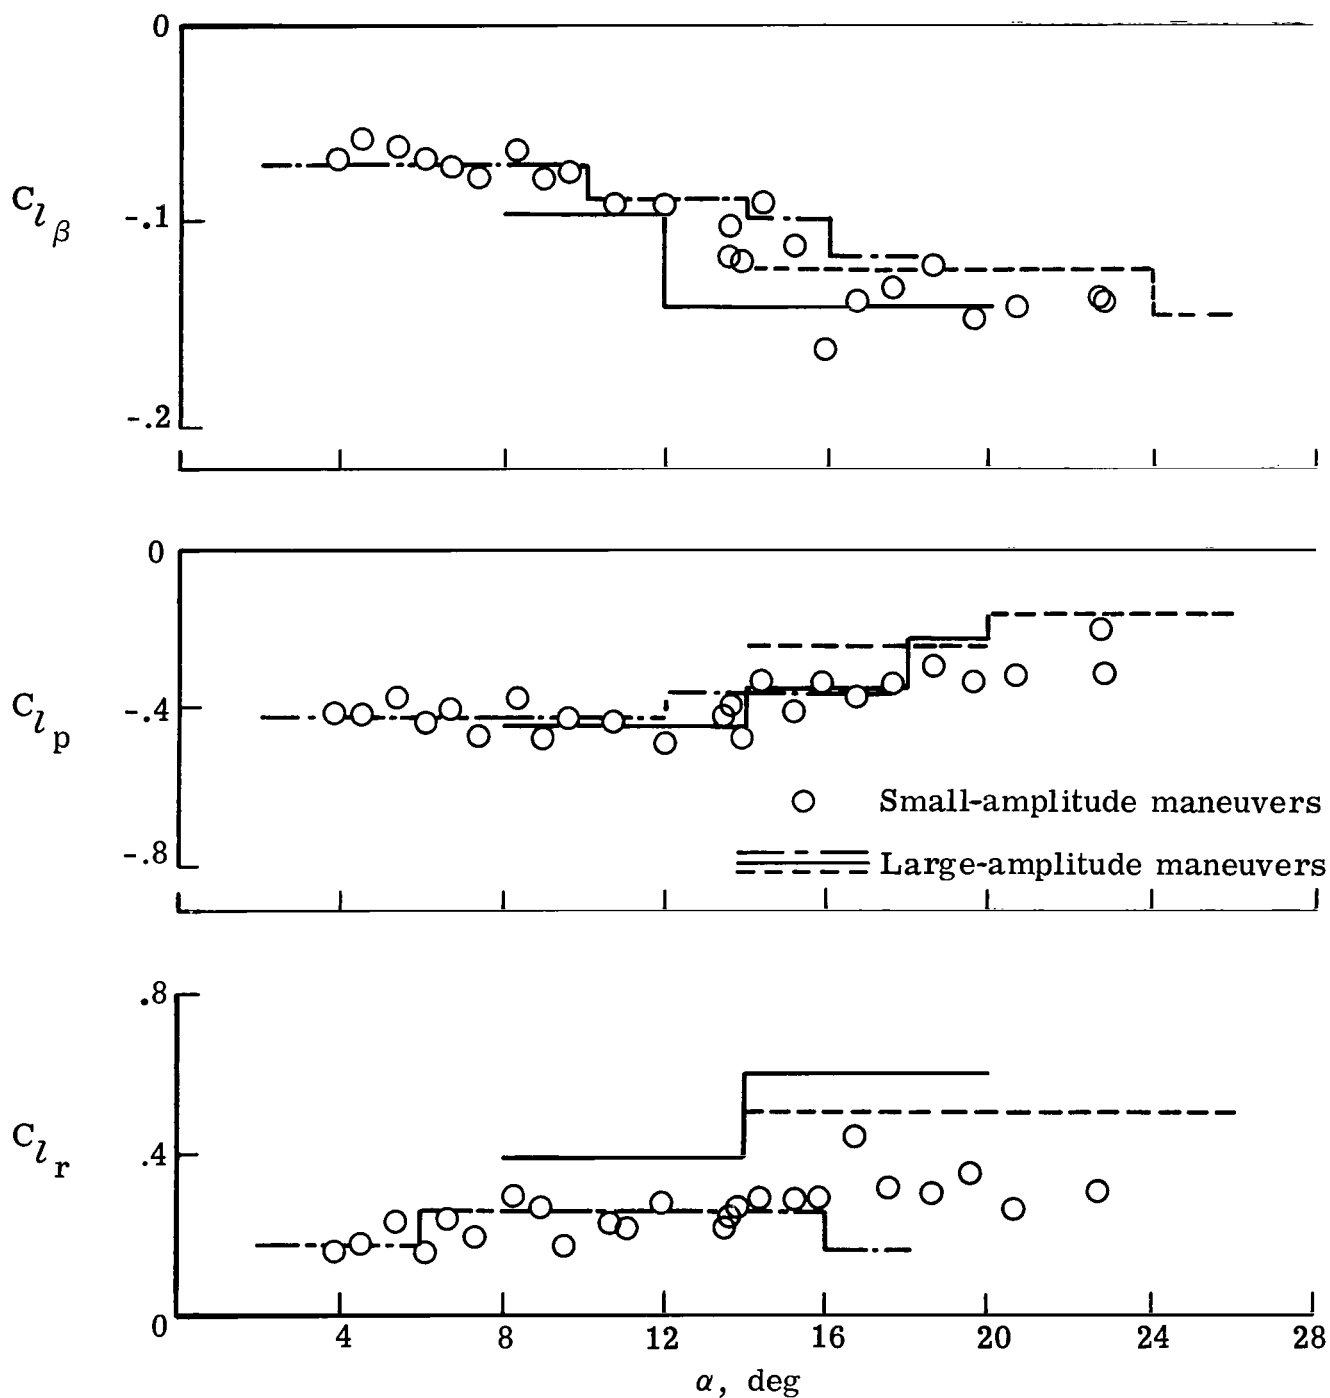 0
C_{l_β}
-.1
-.2
0
C_{l_p}
-.4
Small-amplitude maneuvers
-.8
Large-amplitude maneuvers
.8
C_{l_r}
.4
0
4 8 12 16 20 24 28
α, deg